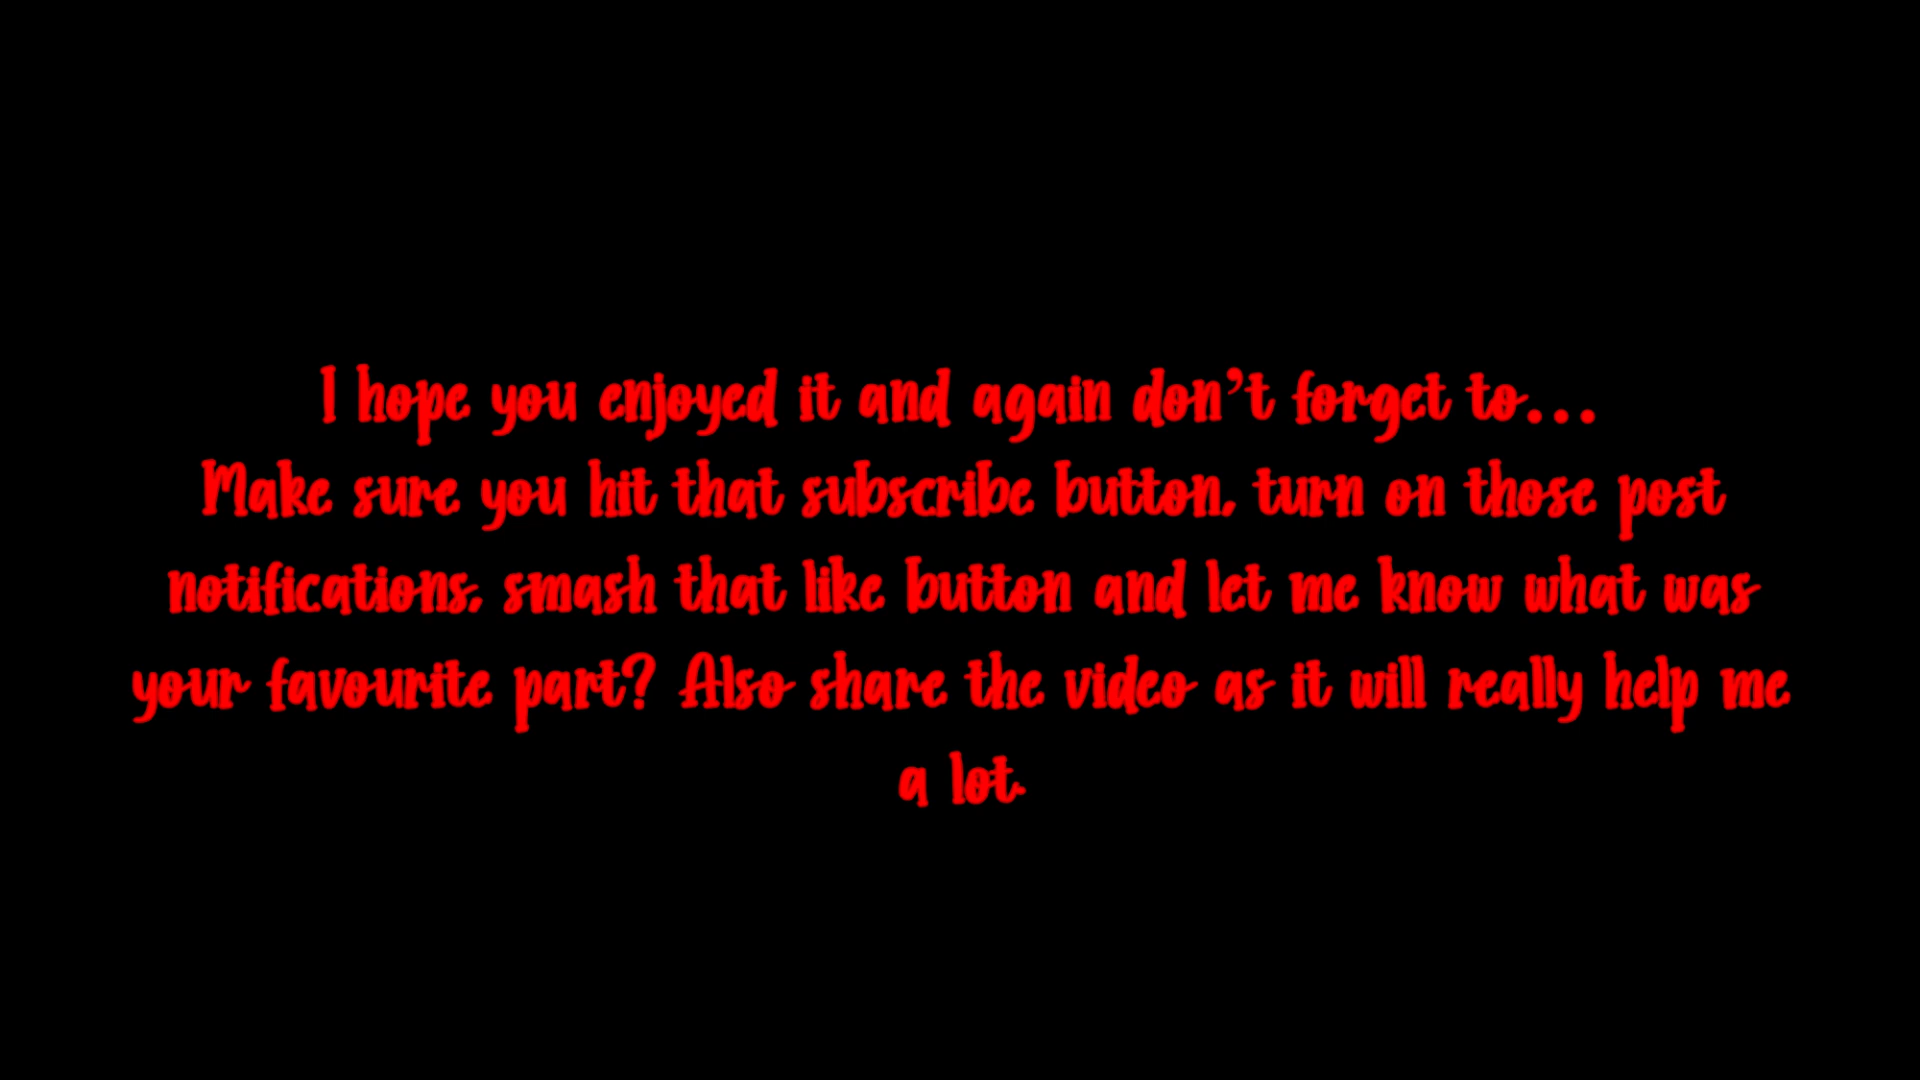 I hope you enjoyed it and again don't forget to...
Make sure you hit that subscribe button, turn on those post
notifications, smash that like button and let me know what was
your favourite part? Also share the video as it will really help me
a lot.